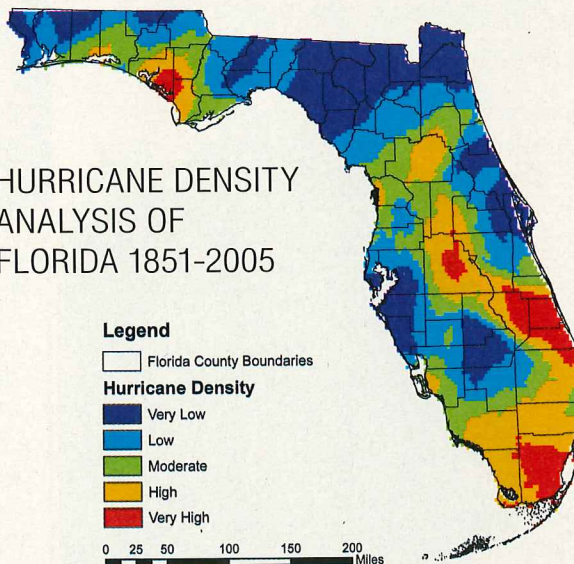 HURRICANE DENSITY
ANALYSIS OF
FLORIDA 1851-2005
Legend
Florida County Boundaries
Hurricane Density
Very Low
Low
Moderate
High
Very High
0 25 50 100 150 200
Miles